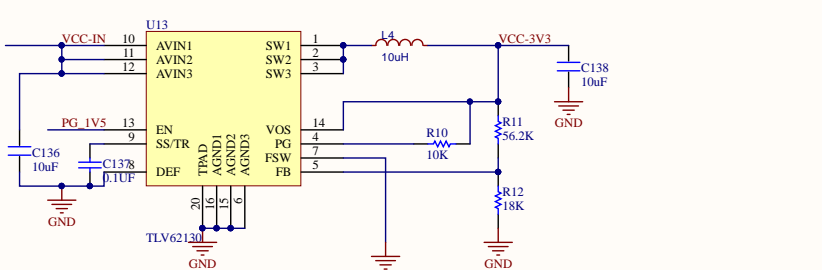 U13
VCC-IN 10 AVIN1 SW1 1 L4 VCC-3V3
11 AVIN2 SW2 2 10uH
12 AVIN3 SW3 3 C138
10uF
GND
PG_1V5 13 EN VOS 14 R11
9 SS/TR PG 4 R10 56.2K
10K
FSW 7
C136 C137 8 DEF FB 5
10uF 0.1UF
TPAD AGND1 AGND2 AGND3
R12
18K
20 16 15 6
GND
TLV62130
GND GND